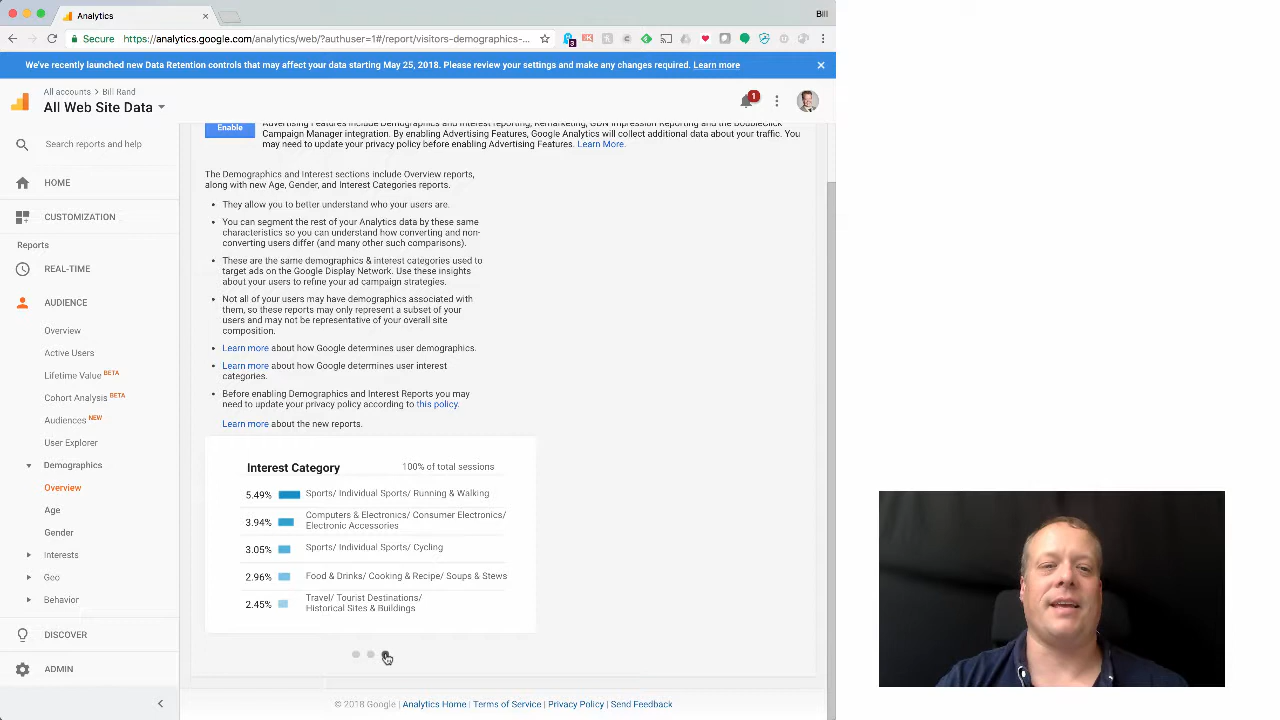 Analytics
Bill
Secure https://analytics.google.com/analytics/web/?authuser=1#/report/visitors-demographics-...
We've recently launched new Data Retention controls that may affect your data starting May 25, 2018. Please review your settings and make any changes required. Learn more
All accounts > Bill Rand
All Web Site Data
1
Search reports and help
HOME
CUSTOMIZATION
Reports
REAL-TIME
AUDIENCE
Overview
Active Users
Lifetime Value BETA
Cohort Analysis BETA
Audiences NEW
User Explorer
Demographics
Overview
Age
Gender
Interests
Geo
Behavior
DISCOVER
ADMIN
Enable
Advertising Features include Demographics and Interest reporting, Remarketing, GDN Impression Reporting and the DoubleClick
Campaign Manager integration. By enabling Advertising Features, Google Analytics will collect additional data about your traffic. You
may need to update your privacy policy before enabling Advertising Features. Learn More.
The Demographics and Interest sections include Overview reports,
along with new Age, Gender, and Interest Categories reports.
• They allow you to better understand who your users are.
• You can segment the rest of your Analytics data by these same
characteristics so you can understand how converting and non-
converting users differ (and many other such comparisons).
• These are the same demographics & interest categories used to
target ads on the Google Display Network. Use these insights
about your users to refine your ad campaign strategies.
• Not all of your users may have demographics associated with
them, so these reports may only represent a subset of your
users and may not be representative of your overall site
composition.
• Learn more about how Google determines user demographics.
• Learn more about how Google determines user interest
categories.
• Before enabling Demographics and Interest Reports you may
need to update your privacy policy according to this policy.
Learn more about the new reports.
Interest Category 100% of total sessions
5.49% Sports/ Individual Sports/ Running & Walking
3.94% Computers & Electronics/ Consumer Electronics/
Electronic Accessories
3.05% Sports/ Individual Sports/ Cycling
2.96% Food & Drinks/ Cooking & Recipe/ Soups & Stews
2.45% Travel/ Tourist Destinations/
Historical Sites & Buildings
© 2018 Google | Analytics Home | Terms of Service | Privacy Policy | Send Feedback